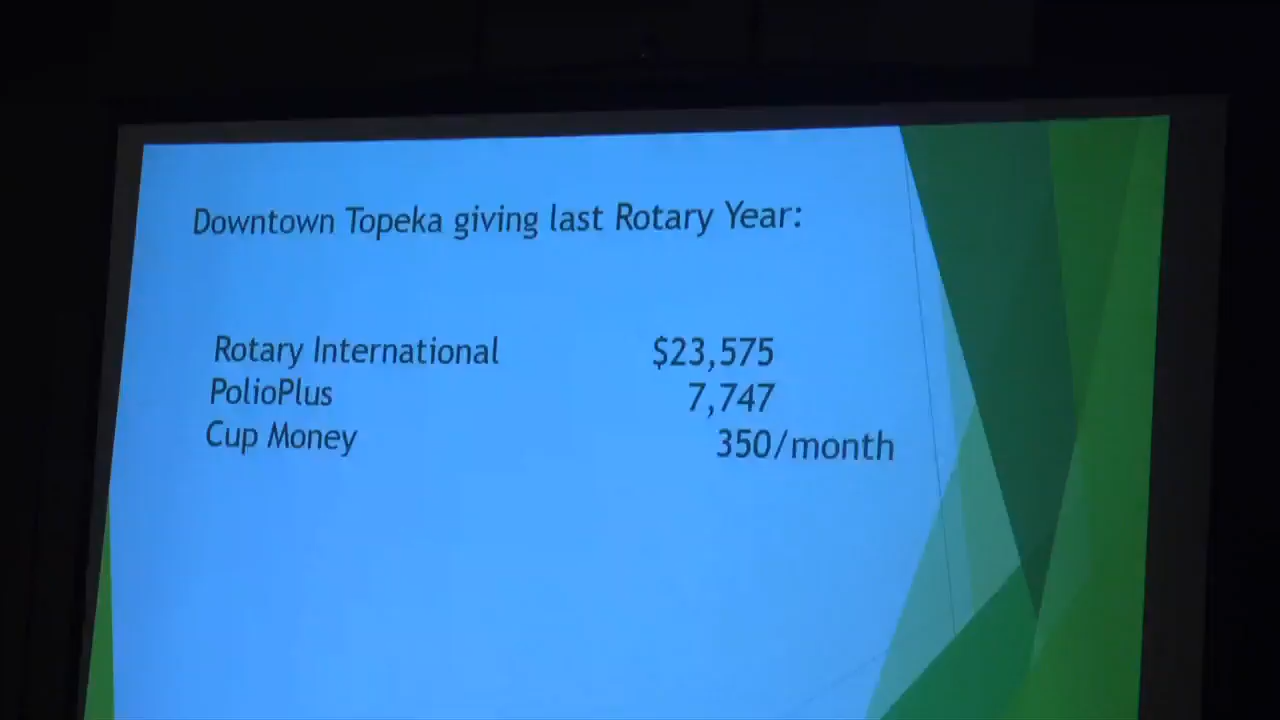 Downtown Topeka giving last Rotary Year:
Rotary International $23,575
PolioPlus 7,747
Cup Money 350/month